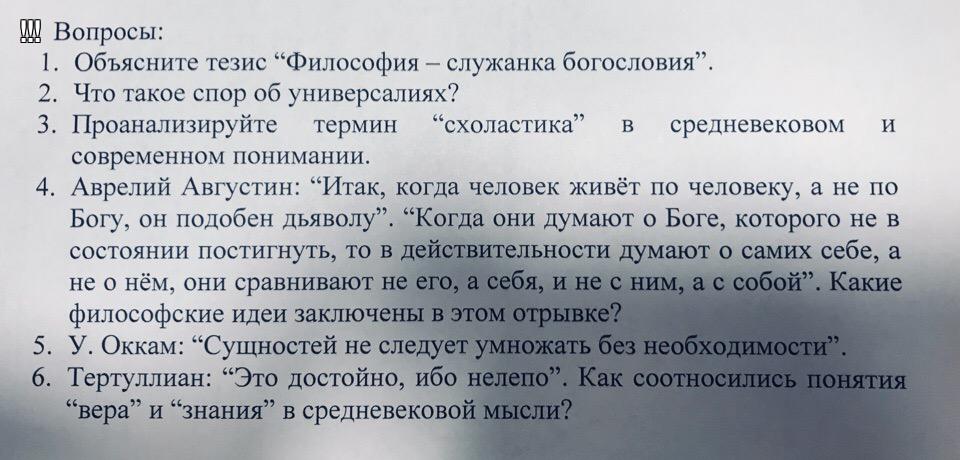 !!! Вопросы:
1. Объясните тезис “Философия – служанка богословия”.
2. Что такое спор об универсалиях?
3. Проанализируйте термин “схоластика” в средневековом и
современном понимании.
4. Аврелий Августин: “Итак, когда человек живёт по человеку, а не по
Богу, он подобен дьяволу”. “Когда они думают о Боге, которого не в
состоянии постигнуть, то в действительности думают о самих себе, а
не о нём, они сравнивают не его, а себя, и не с ним, а с собой”. Какие
философские идеи заключены в этом отрывке?
5. У. Оккам: “Сущностей не следует умножать без необходимости”.
6. Тертуллиан: “Это достойно, ибо нелепо”. Как соотносились понятия
“вера” и “знания” в средневековой мысли?